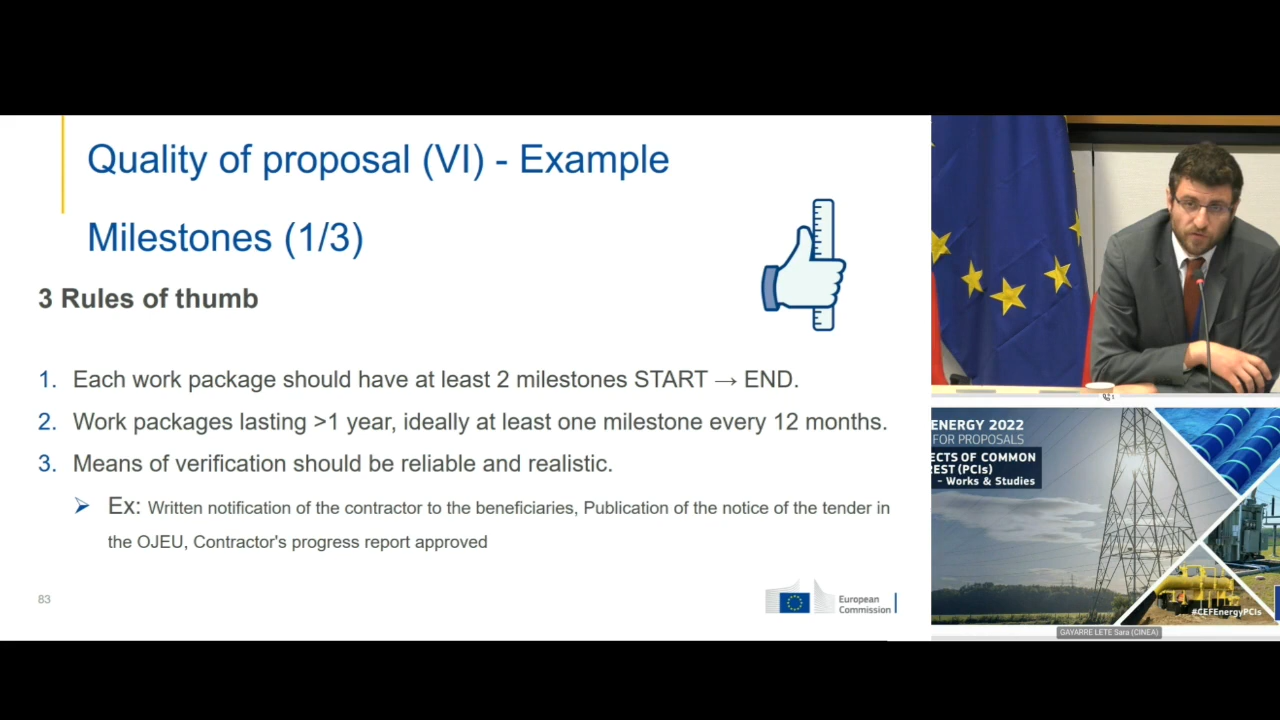 Quality of proposal (VI) - Example
Milestones (1/3)
3 Rules of thumb
1. Each work package should have at least 2 milestones START → END.
2. Work packages lasting >1 year, ideally at least one milestone every 12 months.
3. Means of verification should be reliable and realistic.
Ex: Written notification of the contractor to the beneficiaries, Publication of the notice of the tender in
the OJEU, Contractor's progress report approved
83
European
Commission
ENERGY 2022
FOR PROPOSALS
ECTS OF COMMON
REST (PCIs)
- Works & Studies
#CEFEnergyPCIs
GAYARRE LETE Sara (CINEA)